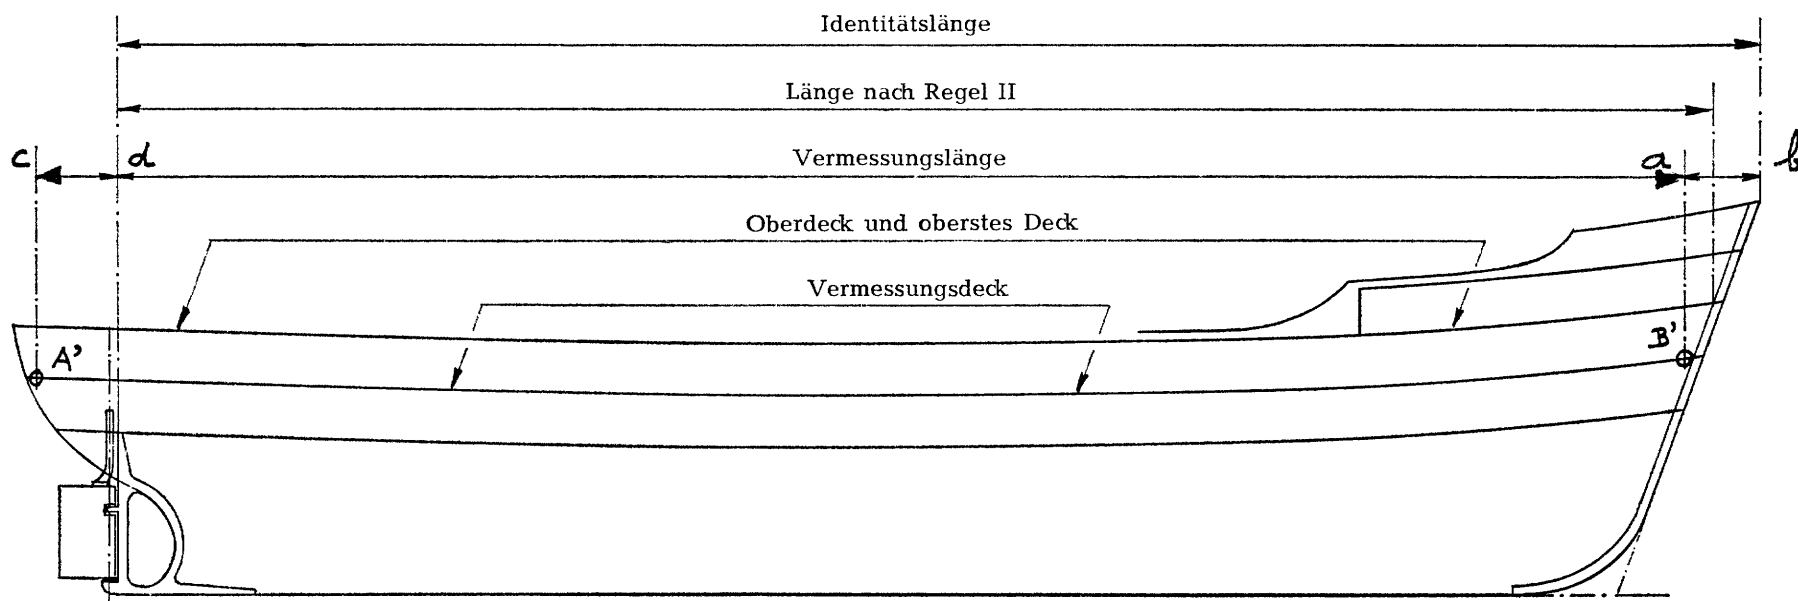 Identitätslänge
Länge nach Regel II
c d Vermessungslänge a b
Oberdeck und oberstes Deck
Vermessungsdeck
A' B'